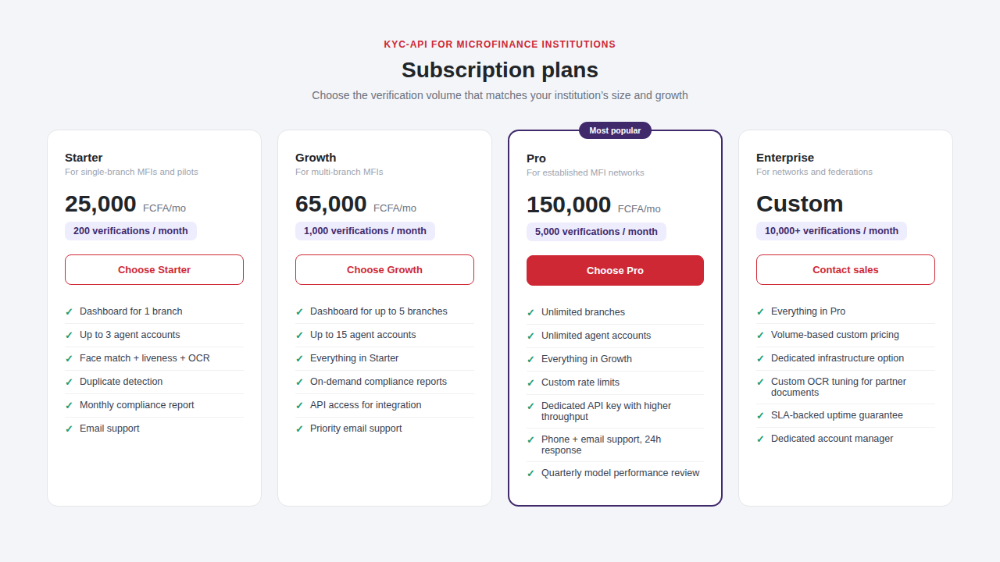 KYC-API FOR MICROFINANCE INSTITUTIONS
Subscription plans
Choose the verification volume that matches your institution’s size and growth
Starter
For single-branch MFIs and pilots
25,000 FCFA/mo
200 verifications / month
Choose Starter
✓ Dashboard for 1 branch
✓ Up to 3 agent accounts
✓ Face match + liveness + OCR
✓ Duplicate detection
✓ Monthly compliance report
✓ Email support
Growth
For multi-branch MFIs
65,000 FCFA/mo
1,000 verifications / month
Choose Growth
✓ Dashboard for up to 5 branches
✓ Up to 15 agent accounts
✓ Everything in Starter
✓ On-demand compliance reports
✓ API access for integration
✓ Priority email support
Most popular
Pro
For established MFI networks
150,000 FCFA/mo
5,000 verifications / month
Choose Pro
✓ Unlimited branches
✓ Unlimited agent accounts
✓ Everything in Growth
✓ Custom rate limits
✓ Dedicated API key with higher
throughput
✓ Phone + email support, 24h
response
✓ Quarterly model performance review
Enterprise
For networks and federations
Custom
10,000+ verifications / month
Contact sales
✓ Everything in Pro
✓ Volume-based custom pricing
✓ Dedicated infrastructure option
✓ Custom OCR tuning for partner
documents
✓ SLA-backed uptime guarantee
✓ Dedicated account manager